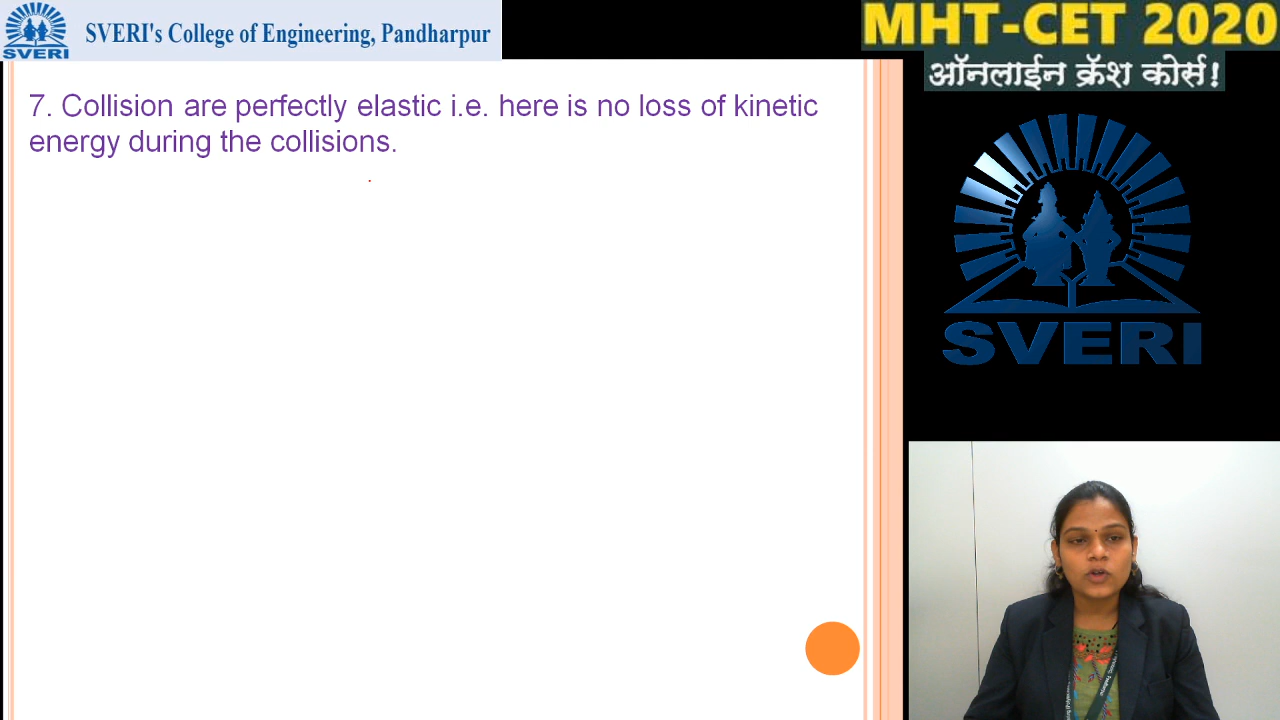 SVERI's College of Engineering, Pandharpur
SVERI
MHT-CET 2020
ऑनलाईन क्रॅश कोर्स!
7. Collision are perfectly elastic i.e. here is no loss of kinetic
energy during the collisions.
SVERI